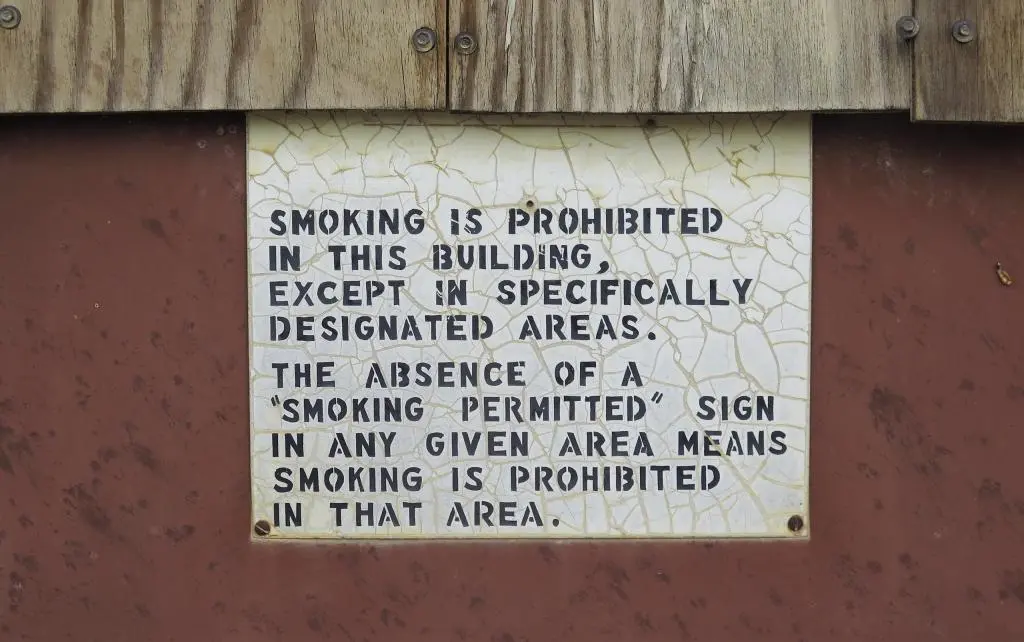 SMOKING IS PROHIBITED
IN THIS BUILDING,
EXCEPT IN SPECIFICALLY
DESIGNATED AREAS.
THE ABSENCE OF A
"SMOKING PERMITTED" SIGN
IN ANY GIVEN AREA MEANS
SMOKING IS PROHIBITED
IN THAT AREA.